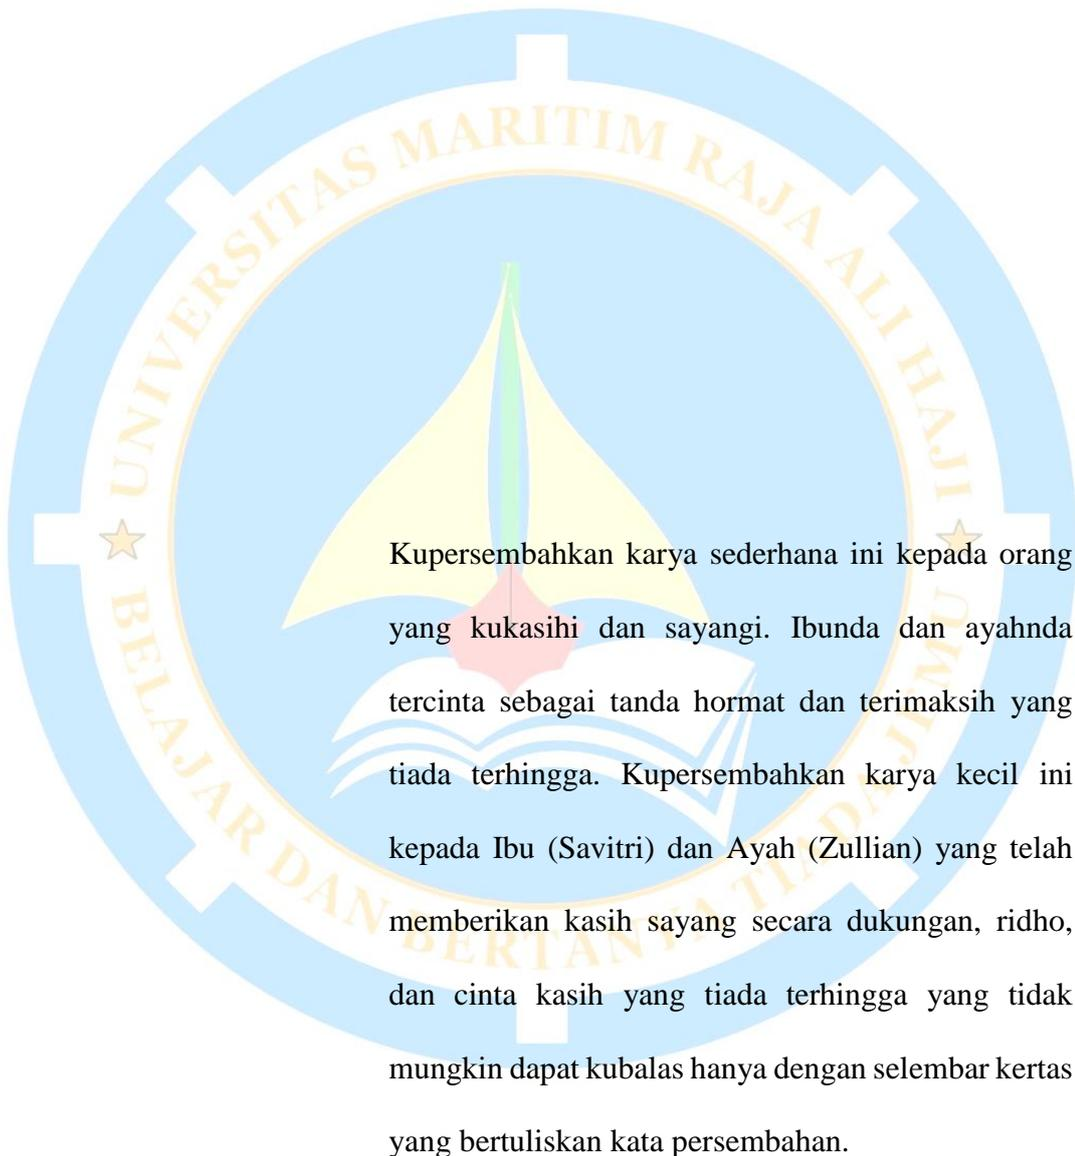 UNIVERSITAS MARITIM RAJA ALI HAJI
Kupersembahkan karya sederhana ini kepada orang
yang kukasihi dan sayangi. Ibunda dan ayahnda
tercinta sebagai tanda hormat dan terimaksih yang
tiada terhingga. Kupersembahkan karya kecil ini
kepada Ibu (Savitri) dan Ayah (Zullian) yang telah
memberikan kasih sayang secara dukungan, ridho,
dan cinta kasih yang tiada terhingga yang tidak
mungkin dapat kubalas hanya dengan selembar kertas
yang bertuliskan kata persembahan.
BELAJAR DAN BERTANYA TIADA JEMU